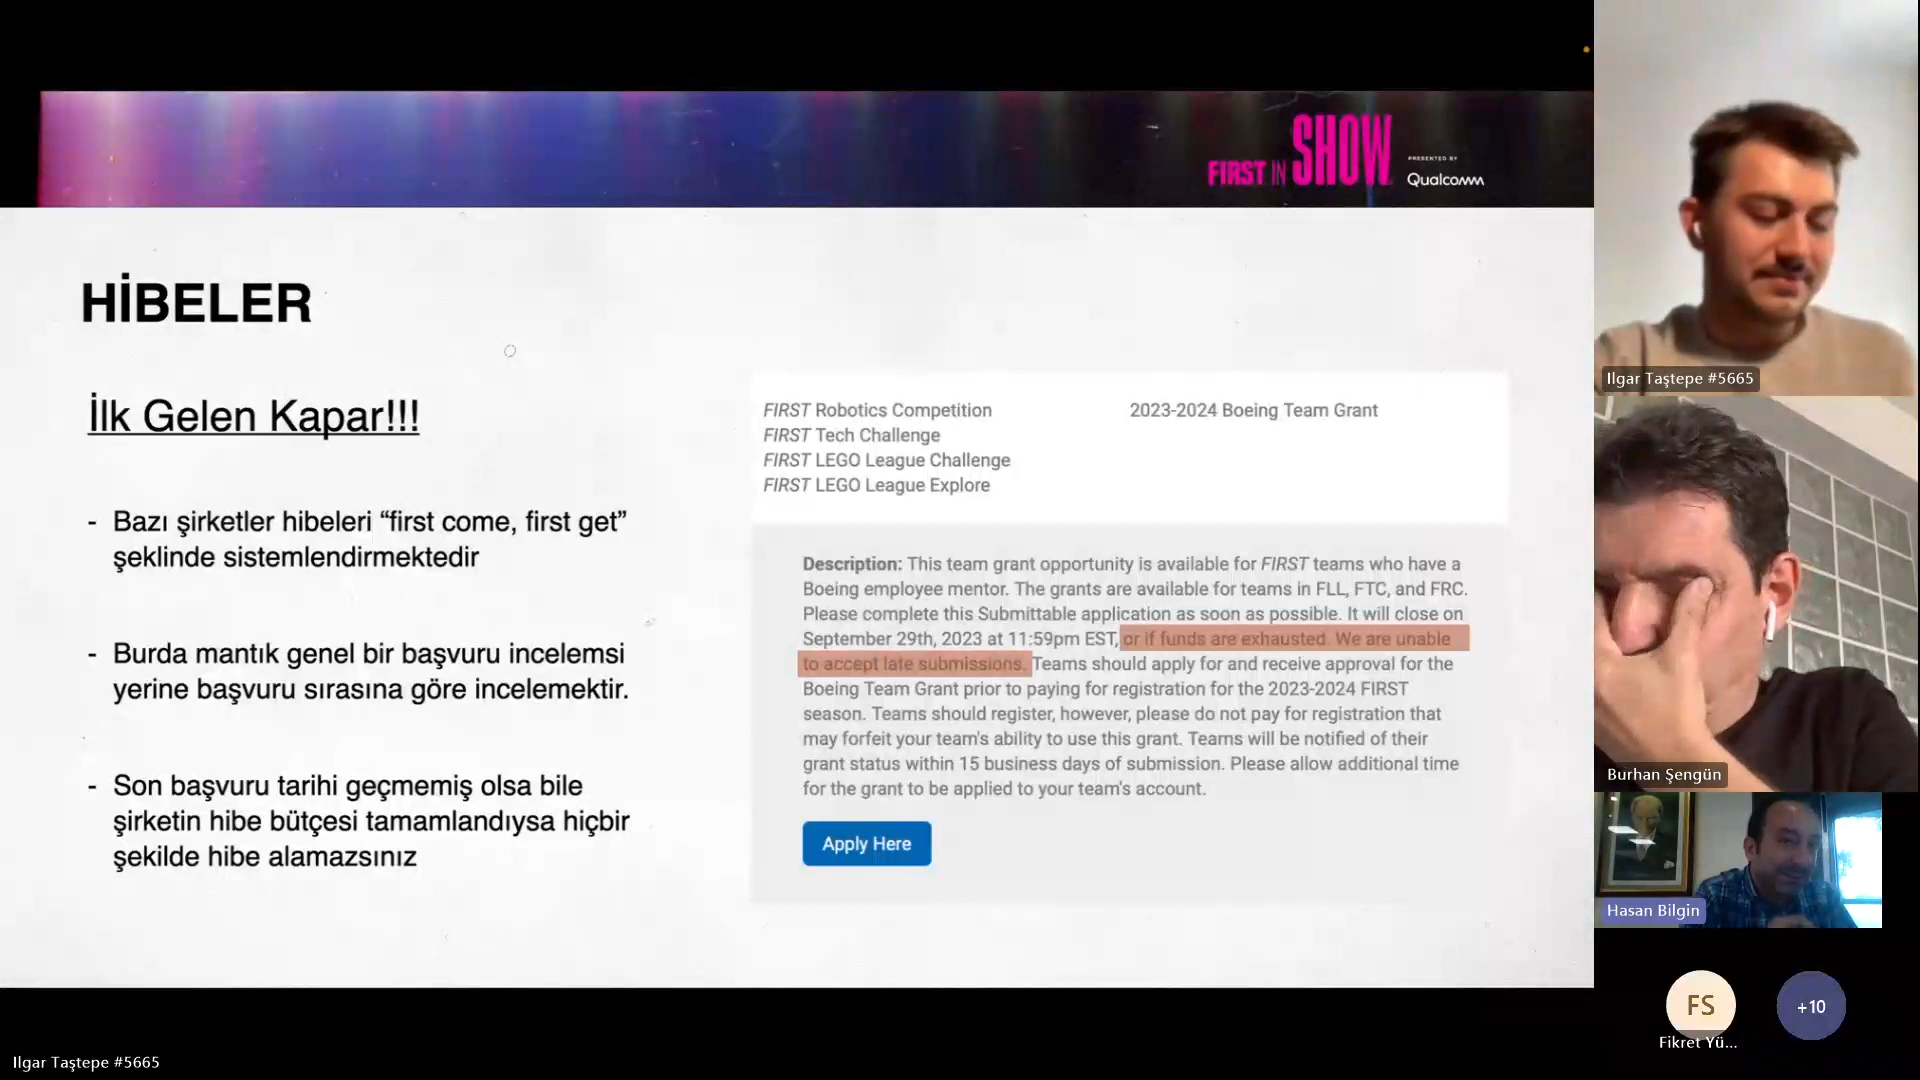 FIRST IN SHOW
PRESENTED BY
Qualcomm
HİBELER
İlk Gelen Kapar!!!
- Bazı şirketler hibeleri “first come, first get”
şeklinde sistemlendirmektedir
- Burda mantık genel bir başvuru incelemsi
yerine başvuru sırasına göre incelemektir.
- Son başvuru tarihi geçmemiş olsa bile
şirketin hibe bütçesi tamamlandıysa hiçbir
şekilde hibe alamazsınız
FIRST Robotics Competition
FIRST Tech Challenge
FIRST LEGO League Challenge
FIRST LEGO League Explore
2023-2024 Boeing Team Grant
Description: This team grant opportunity is available for FIRST teams who have a
Boeing employee mentor. The grants are available for teams in FLL, FTC, and FRC.
Please complete this Submittable application as soon as possible. It will close on
September 29th, 2023 at 11:59pm EST, or if funds are exhausted. We are unable
to accept late submissions. Teams should apply for and receive approval for the
Boeing Team Grant prior to paying for registration for the 2023-2024 FIRST
season. Teams should register, however, please do not pay for registration that
may forfeit your team's ability to use this grant. Teams will be notified of their
grant status within 15 business days of submission. Please allow additional time
for the grant to be applied to your team's account.
Apply Here
Ilgar Taştepe #5665
Burhan Şengün
Hasan Bilgin
FS
Fikret Yü...
+10
Ilgar Taştepe #5665